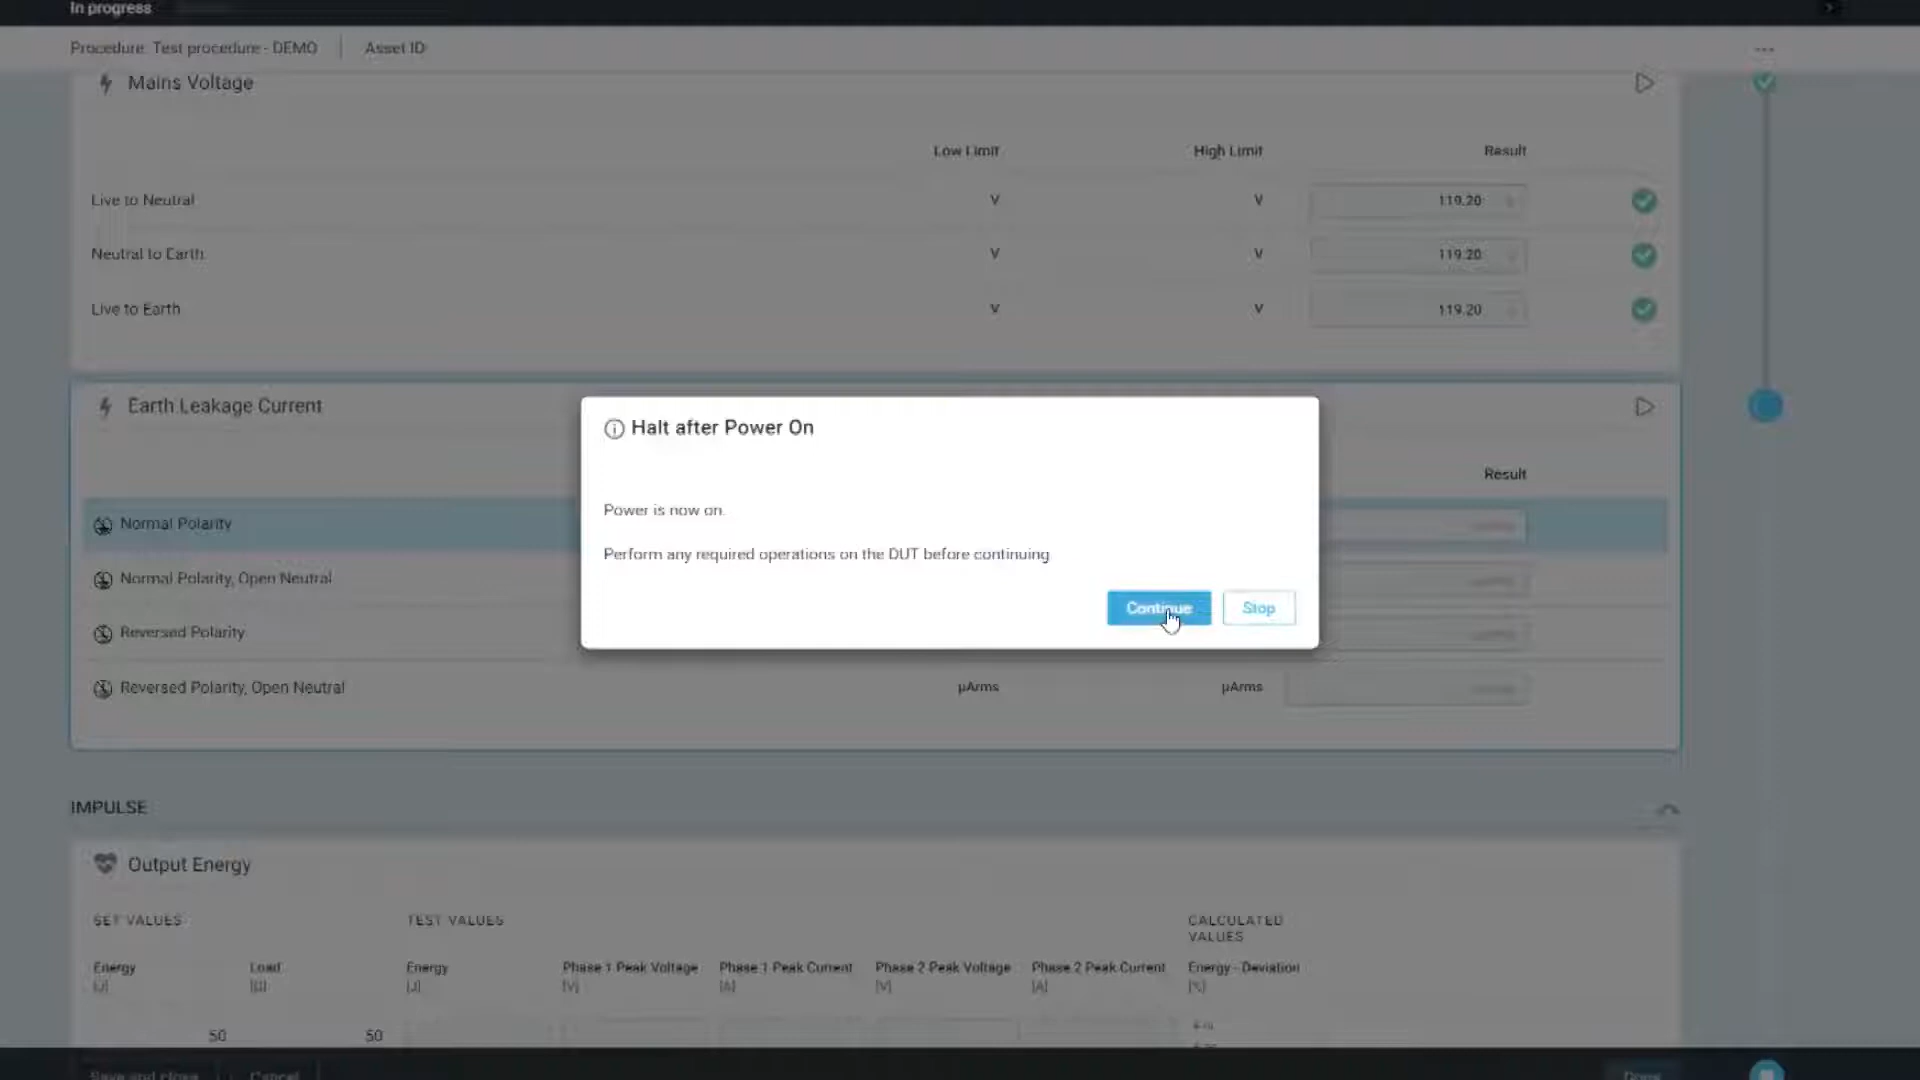 In progress
Procedure: Test procedure - DEMO | Asset ID
Mains Voltage
Low Limit High Limit Result
Live to Neutral V V 119.20
Neutral to Earth V V 119.20
Live to Earth V V 119.20
Earth Leakage Current
Result
Halt after Power On
Power is now on.
Perform any required operations on the DUT before continuing
Continue Stop
Normal Polarity
Normal Polarity, Open Neutral
Reversed Polarity
Reversed Polarity, Open Neutral µArms µArms
IMPULSE
Output Energy
SET VALUES TEST VALUES CALCULATED VALUES
Energy Load Energy Phase 1 Peak Voltage Phase 1 Peak Current Phase 2 Peak Voltage Phase 2 Peak Current Energy - Deviation
[J] [Ω] [J] [V] [A] [V] [A] [%]
50 50
Save and close Cancel Done